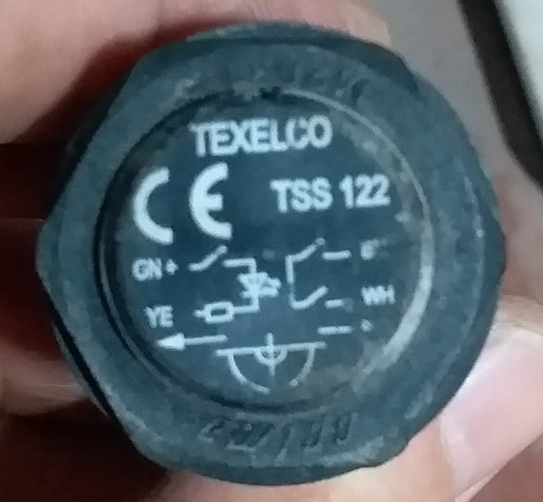 TEXELCO
CE TSS 122
GN +
YE
WH